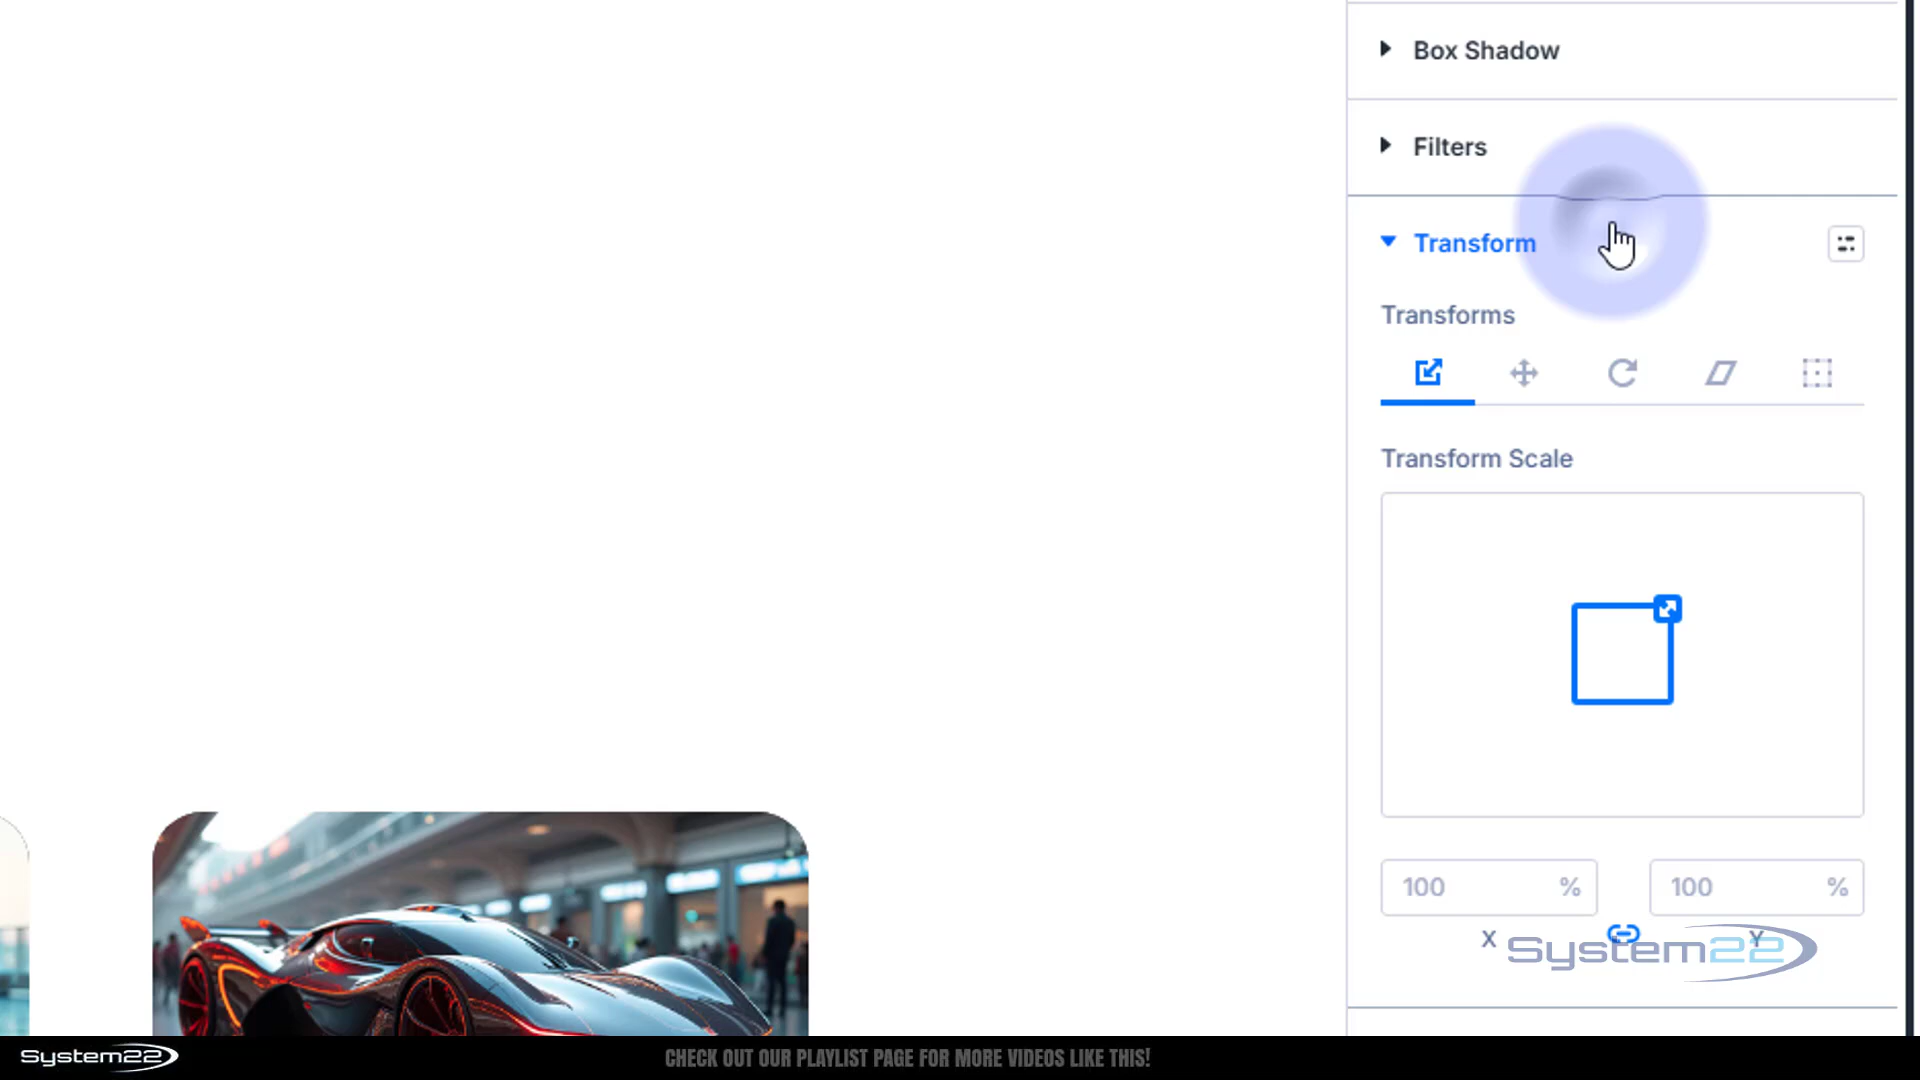 Box Shadow
Filters
Transform
Transforms
Transform Scale
100 %
100 %
X
Y
System22
System22
CHECK OUT OUR PLAYLIST PAGE FOR MORE VIDEOS LIKE THIS!